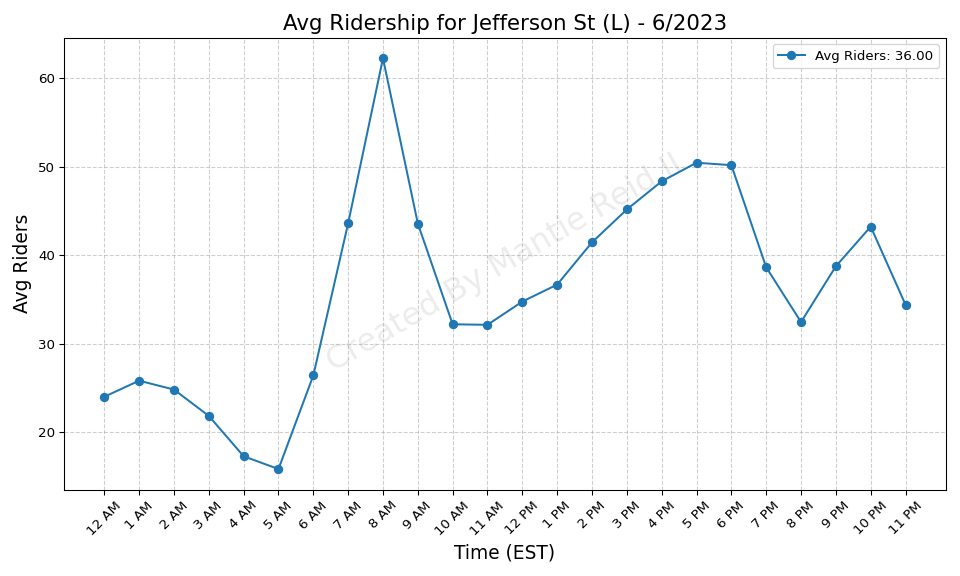 Avg Ridership for Jefferson St (L) - 6/2023
Avg Riders: 36.00
60
50
40
30
20
Avg Riders
Created By Mantie Reid II
12 AM
1 AM
2 AM
3 AM
4 AM
5 AM
6 AM
7 AM
8 AM
9 AM
10 AM
11 AM
12 PM
1 PM
2 PM
3 PM
4 PM
5 PM
6 PM
7 PM
8 PM
9 PM
10 PM
11 PM
Time (EST)